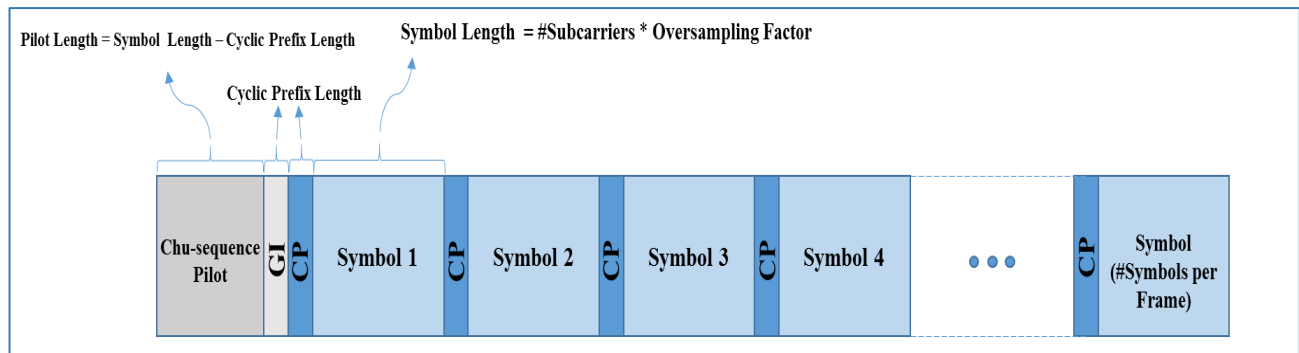 Pilot Length = Symbol Length – Cyclic Prefix Length
Symbol Length = #Subcarriers * Oversampling Factor
Cyclic Prefix Length
Chu-sequence
Pilot
GI
CP
Symbol 1
CP
Symbol 2
CP
Symbol 3
CP
Symbol 4
CP
Symbol
(#Symbols per
Frame)